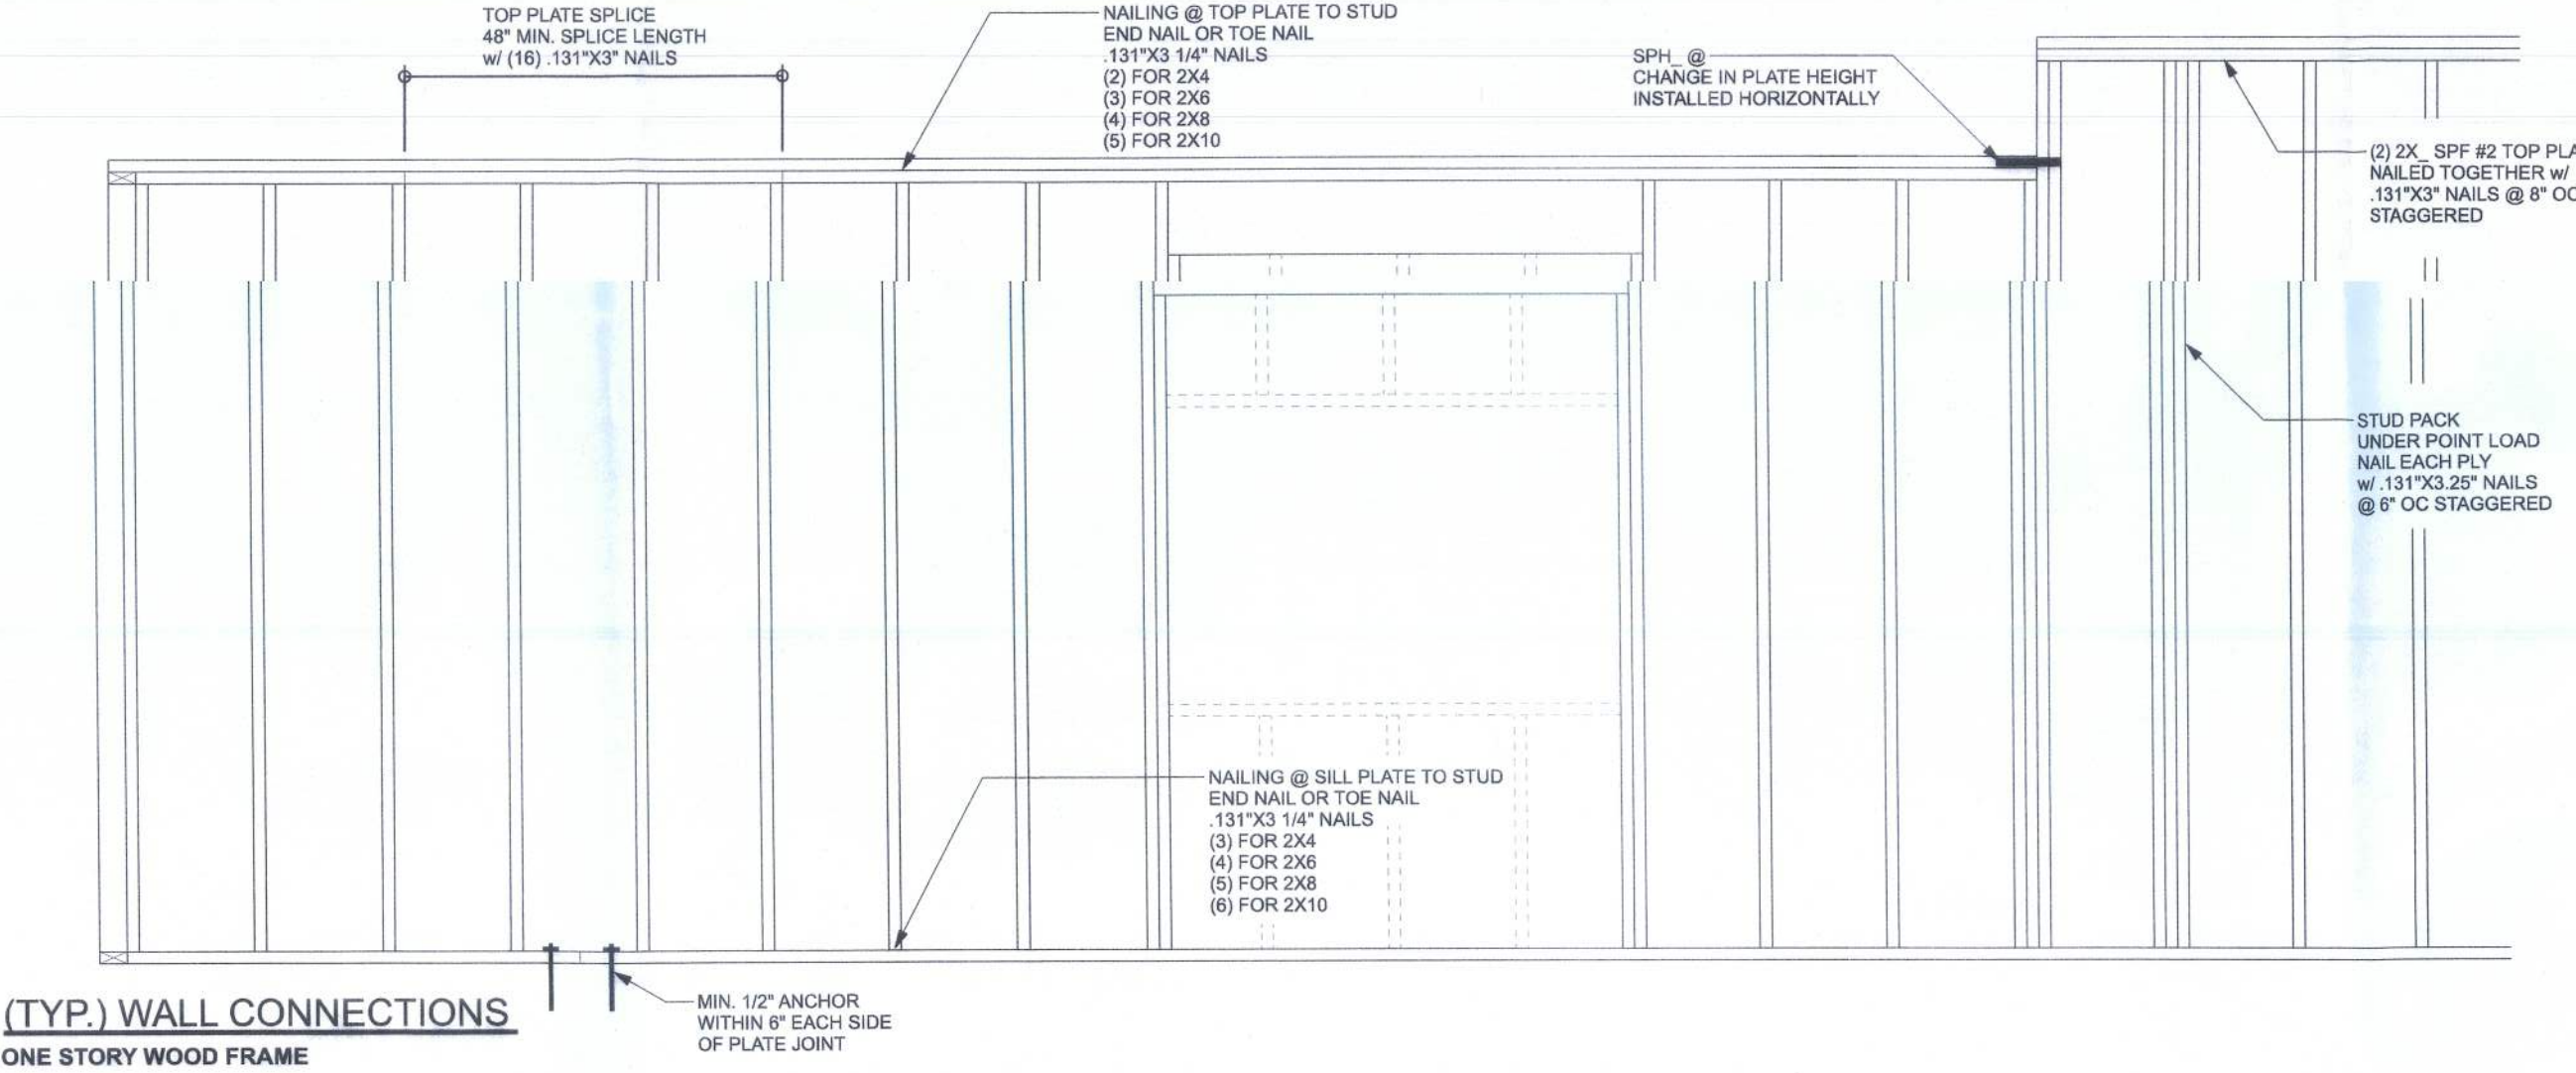 TOP PLATE SPLICE
48" MIN. SPLICE LENGTH
w/ (16) .131"X3" NAILS
NAILING @ TOP PLATE TO STUD
END NAIL OR TOE NAIL
.131"X3 1/4" NAILS
(2) FOR 2X4
(3) FOR 2X6
(4) FOR 2X8
(5) FOR 2X10
SPH_ @
CHANGE IN PLATE HEIGHT
INSTALLED HORIZONTALLY
(2) 2X_ SPF #2 TOP PLA
NAILED TOGETHER w/
.131"X3" NAILS @ 8" OC
STAGGERED
STUD PACK
UNDER POINT LOAD
NAIL EACH PLY
w/ .131"X3.25" NAILS
@ 6" OC STAGGERED
NAILING @ SILL PLATE TO STUD
END NAIL OR TOE NAIL
.131"X3 1/4" NAILS
(3) FOR 2X4
(4) FOR 2X6
(5) FOR 2X8
(6) FOR 2X10
MIN. 1/2" ANCHOR
WITHIN 6" EACH SIDE
OF PLATE JOINT
(TYP.) WALL CONNECTIONS
ONE STORY WOOD FRAME